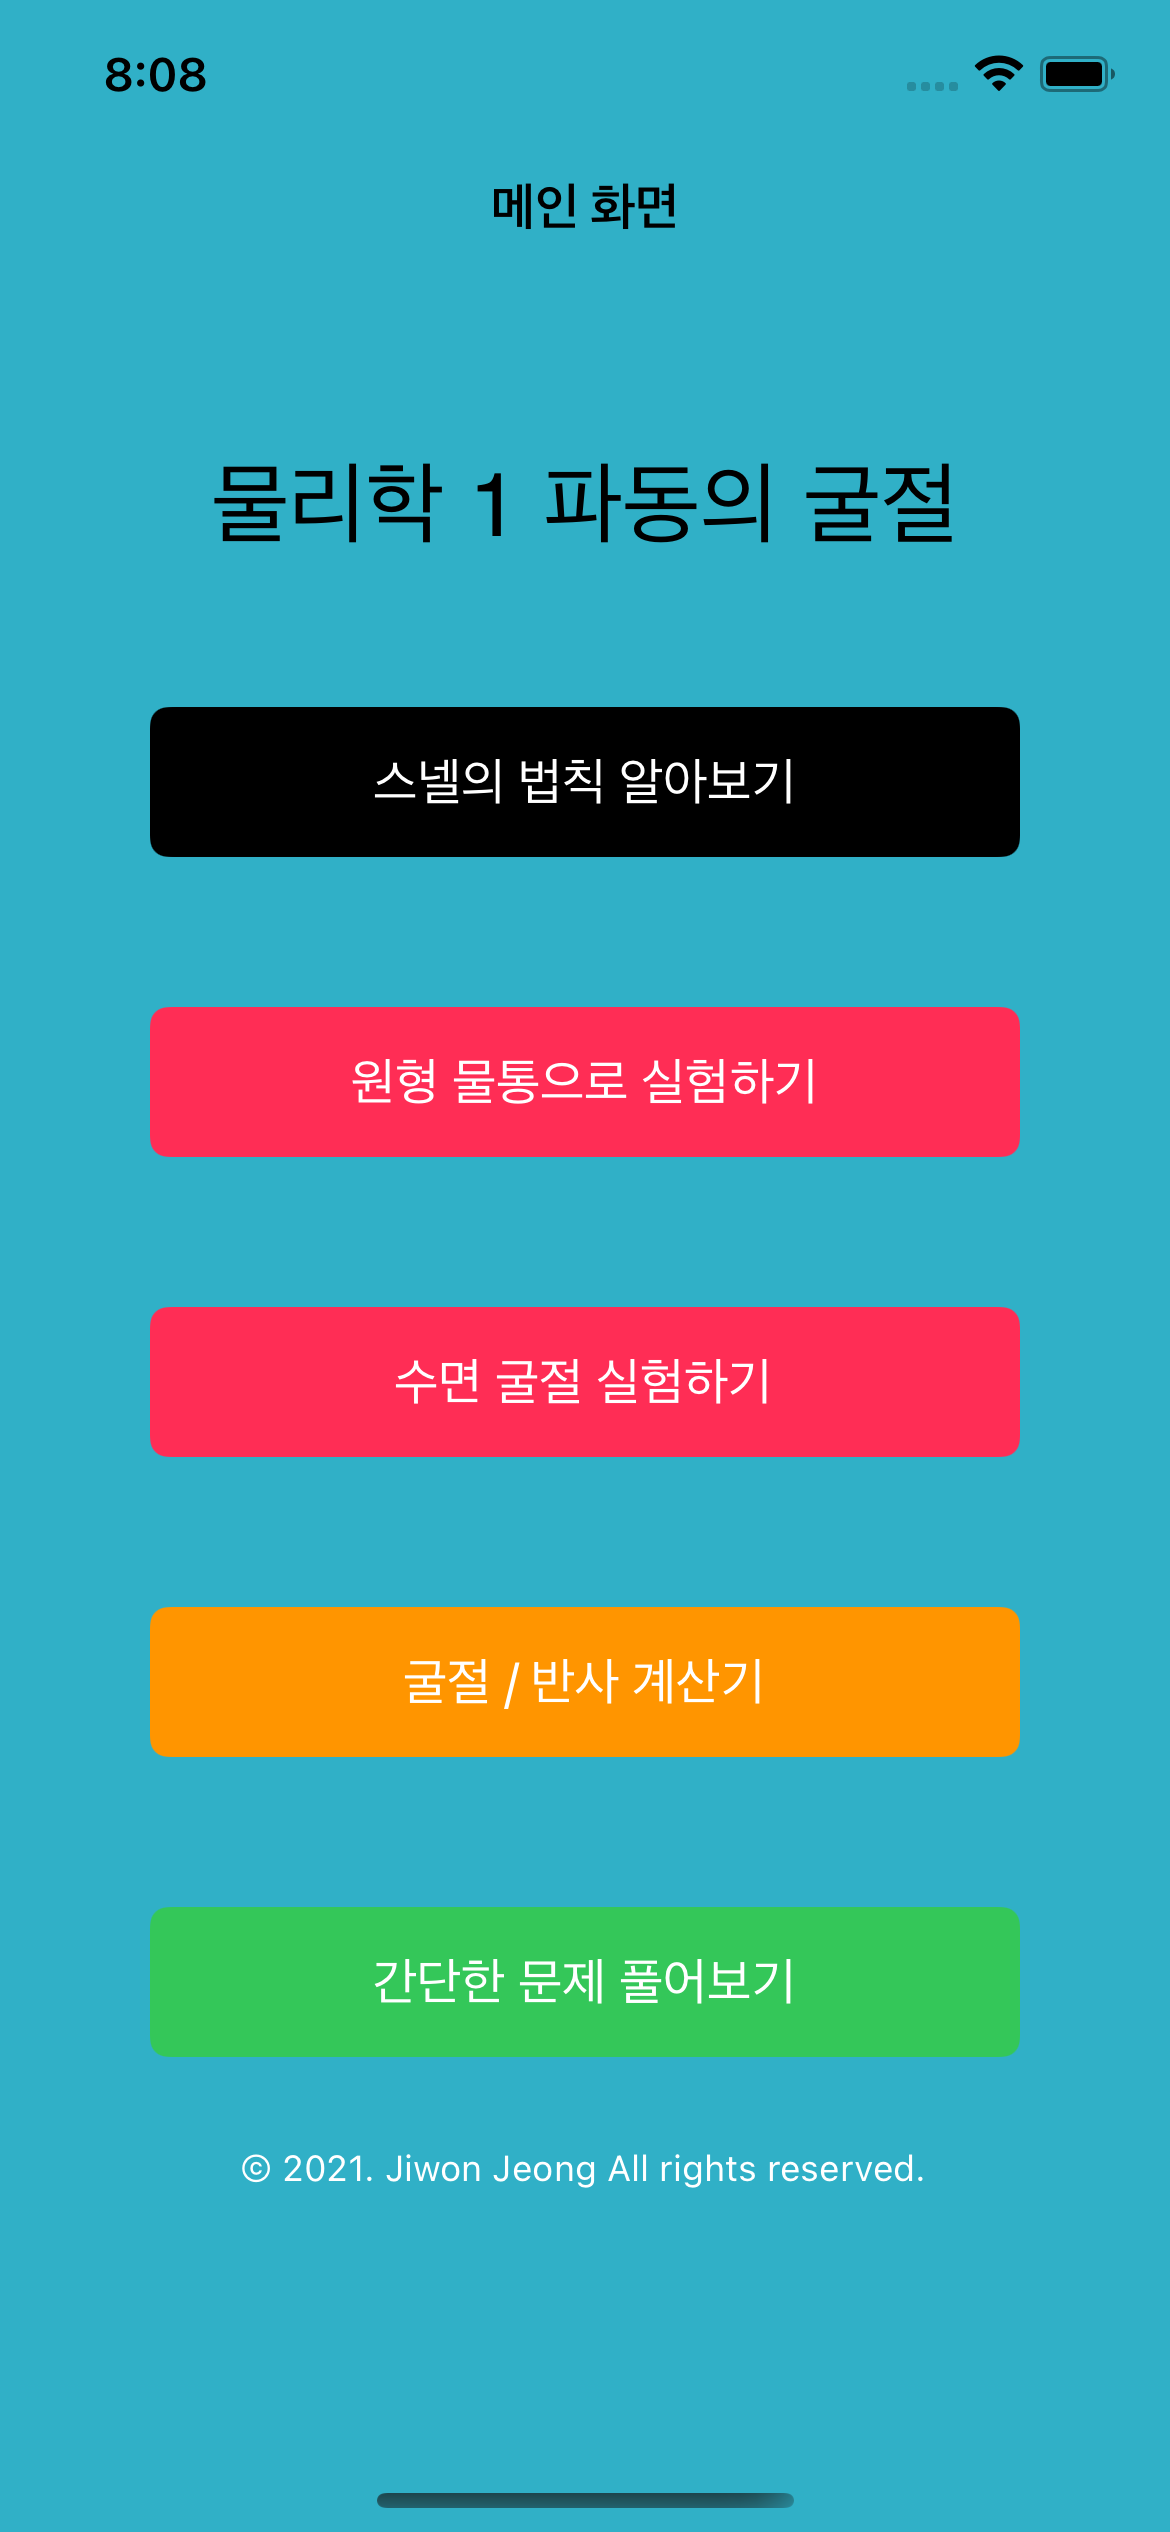 8:08
메인 화면
물리학 1 파동의 굴절
스넬의 법칙 알아보기
원형 물통으로 실험하기
수면 굴절 실험하기
굴절 / 반사 계산기
간단한 문제 풀어보기
© 2021. Jiwon Jeong All rights reserved.